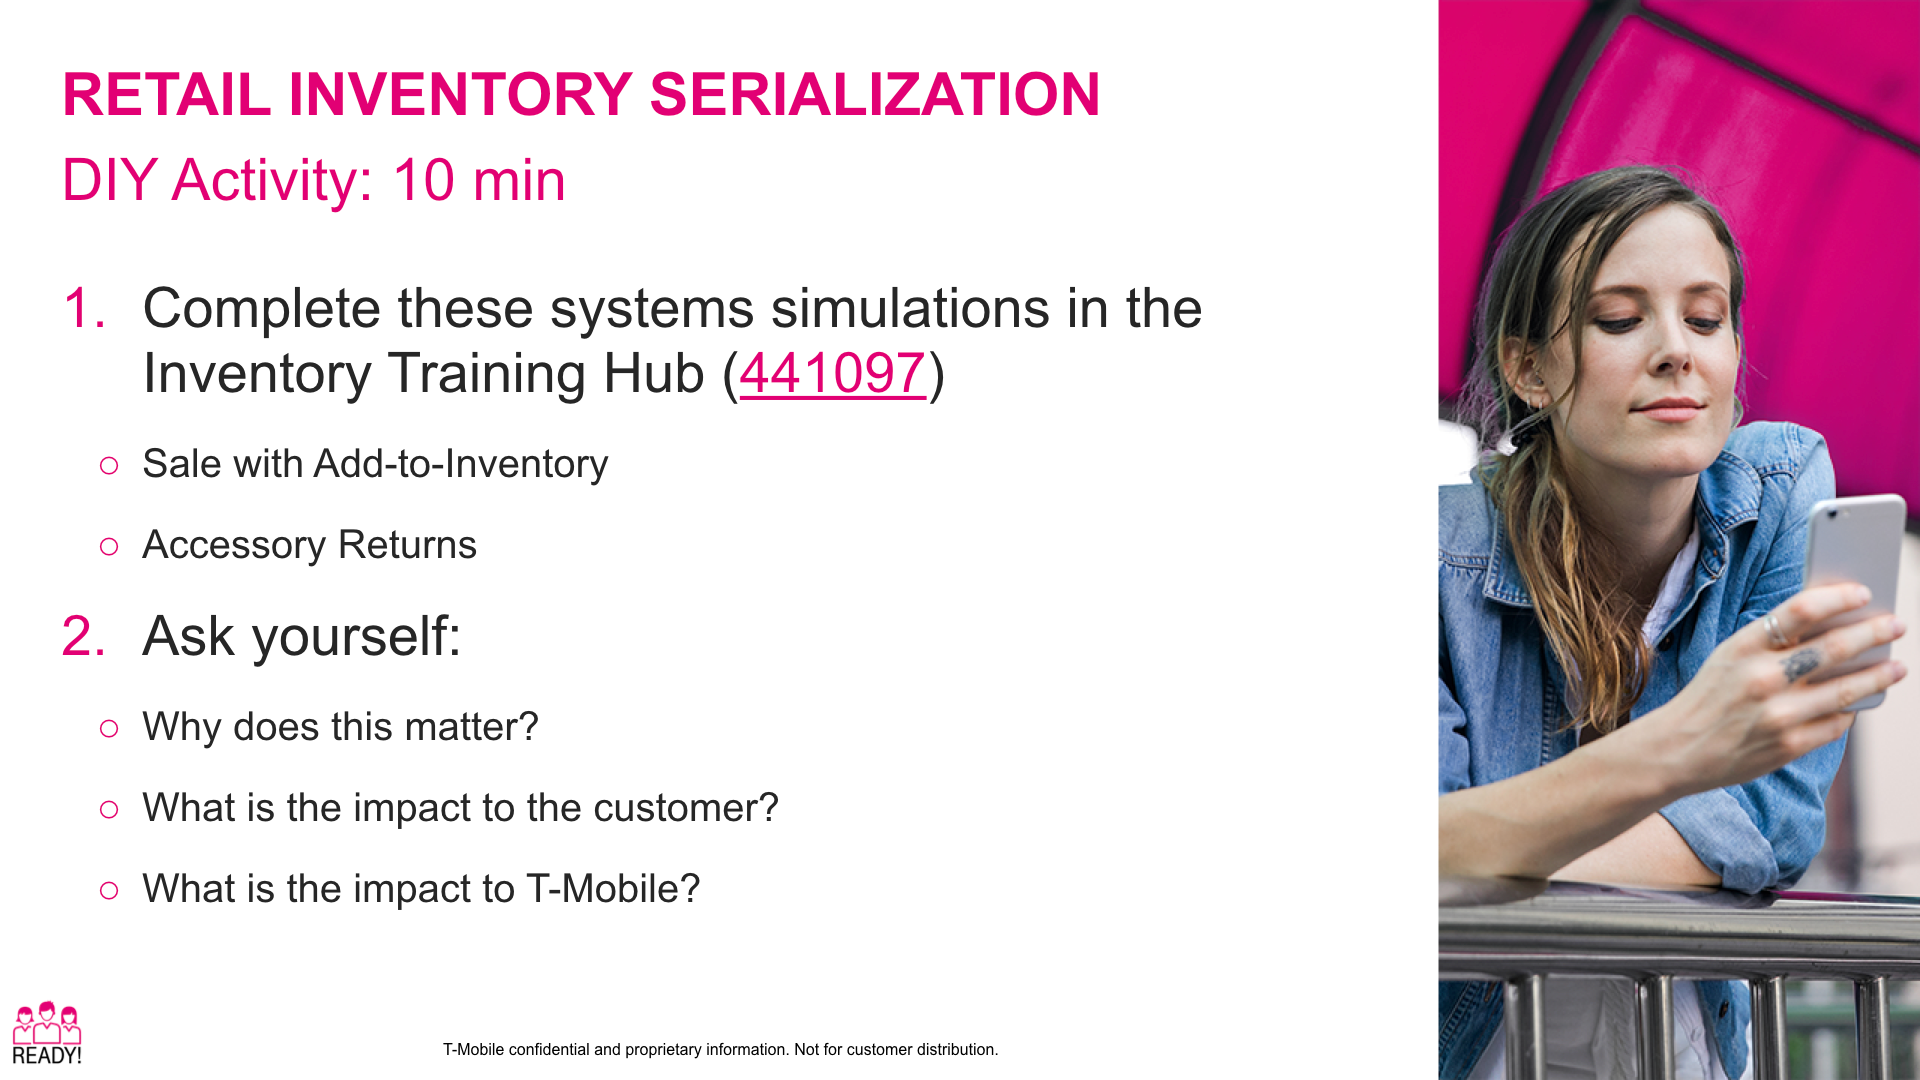 RETAIL INVENTORY SERIALIZATION
DIY Activity: 10 min
1. Complete these systems simulations in the
Inventory Training Hub (441097)
○ Sale with Add-to-Inventory
○ Accessory Returns
2. Ask yourself:
○ Why does this matter?
○ What is the impact to the customer?
○ What is the impact to T-Mobile?
READY!
T-Mobile confidential and proprietary information. Not for customer distribution.